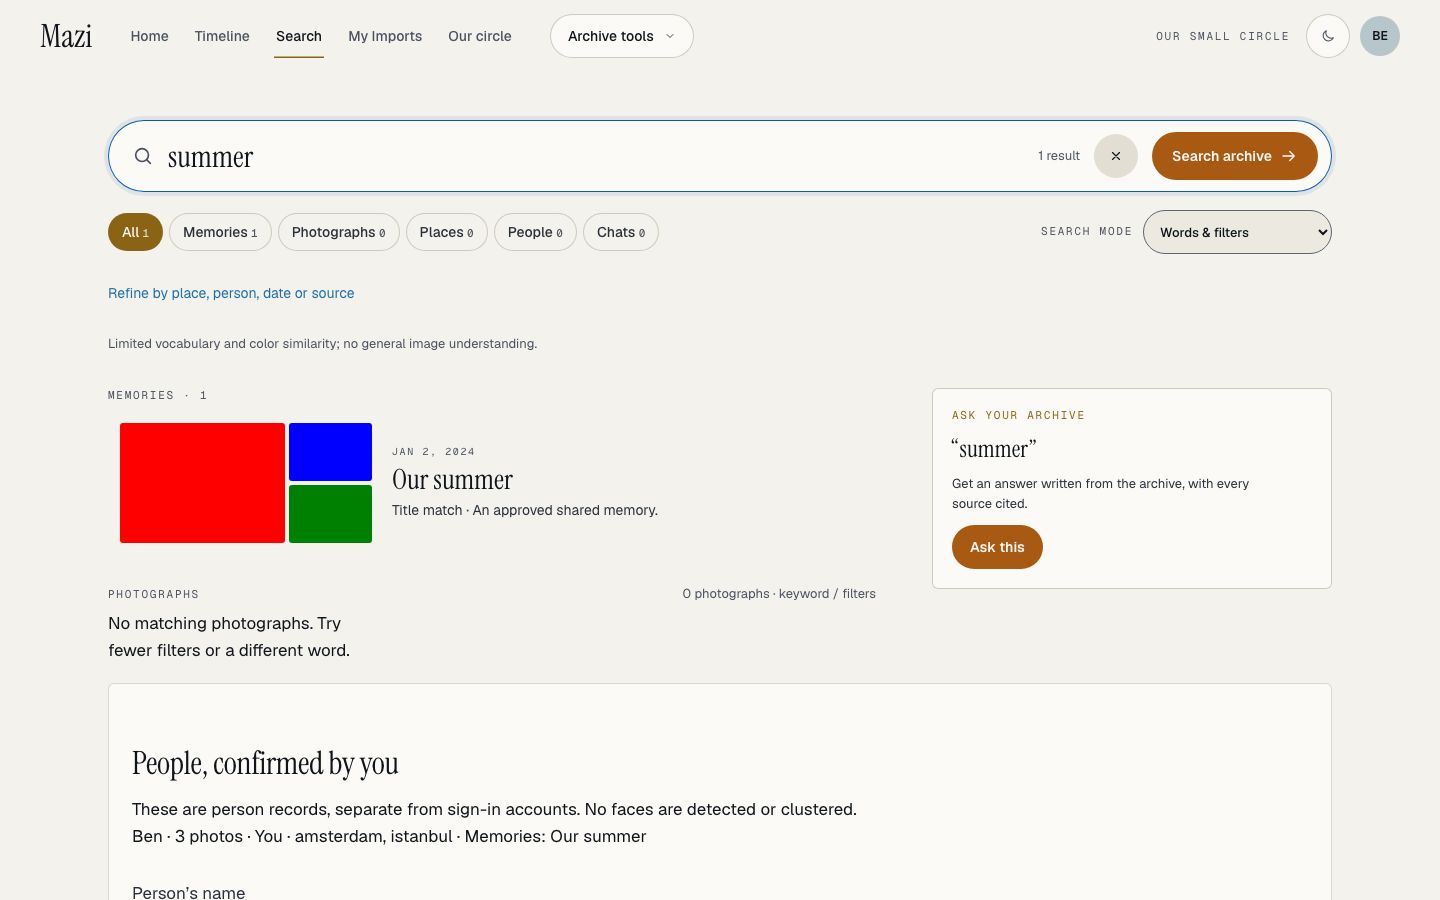 Mazi
Home
Timeline
Search
My Imports
Our circle
Archive tools
OUR SMALL CIRCLE
BE
summer
1 result
Search archive
All 1
Memories 1
Photographs 0
Places 0
People 0
Chats 0
SEARCH MODE
Words & filters
Refine by place, person, date or source
Limited vocabulary and color similarity; no general image understanding.
MEMORIES · 1
JAN 2, 2024
Our summer
Title match · An approved shared memory.
ASK YOUR ARCHIVE
“summer”
Get an answer written from the archive, with every
source cited.
Ask this
PHOTOGRAPHS
0 photographs · keyword / filters
No matching photographs. Try
fewer filters or a different word.
People, confirmed by you
These are person records, separate from sign-in accounts. No faces are detected or clustered.
Ben · 3 photos · You · amsterdam, istanbul · Memories: Our summer
Person’s name